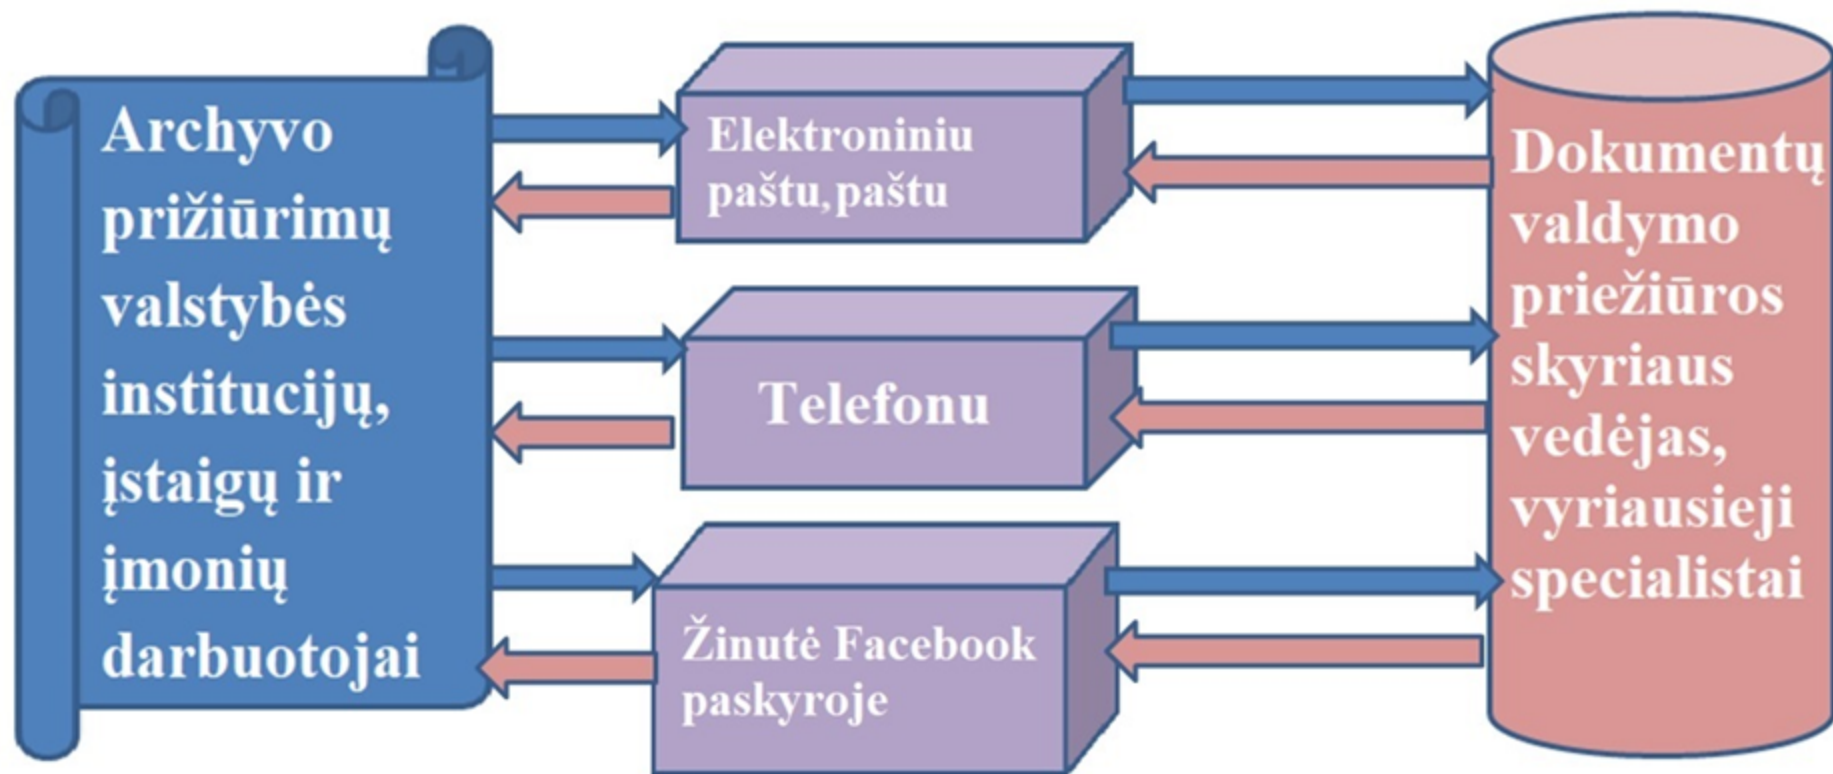 Archyvo
prižiūrimų
valstybės
institucijų,
įstaigų ir
įmonių
darbuotojai
Elektroniniu
paštu, paštu
Telefonu
Žinutė Facebook
paskyroje
Dokumentų
valdymo
priežiūros
skyriaus
vedėjas,
vyriausieji
specialistai